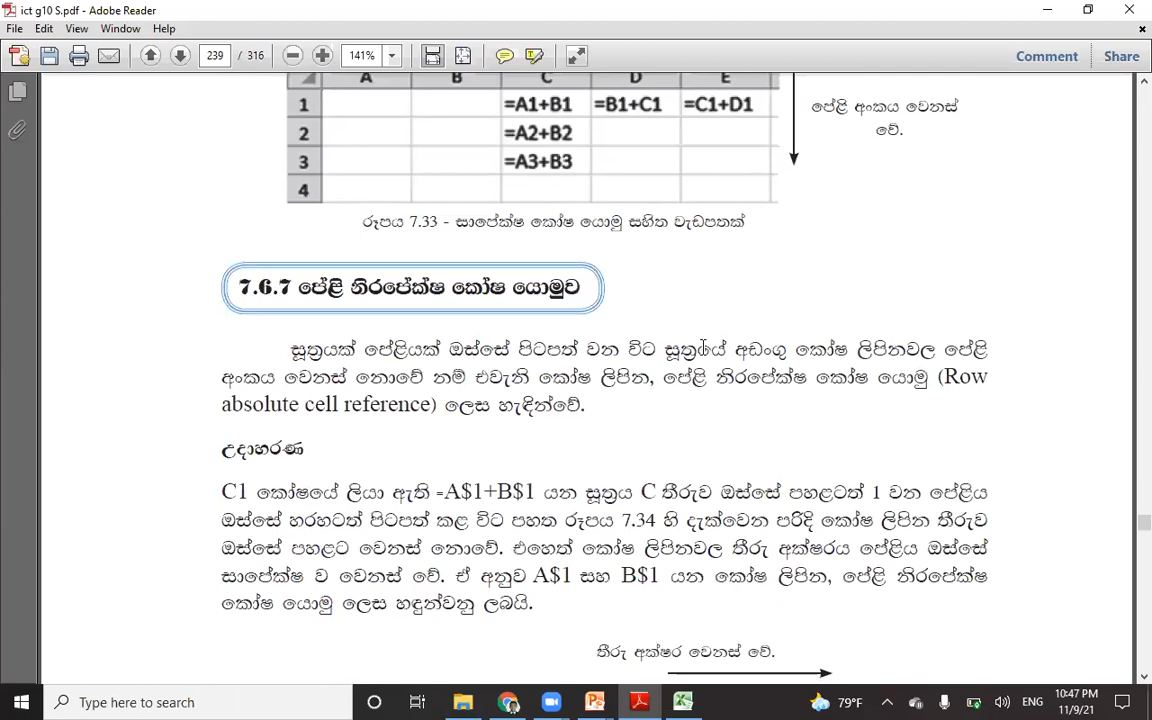 ict g10 S.pdf - Adobe Reader
File Edit View Window Help
239 / 316 141% Comment Share
A B C D E
1 =A1+B1 =B1+C1 =C1+D1
2 =A2+B2
3 =A3+B3
4
පේළි අංකය වෙනස්
වේ.
රූපය 7.33 - සාපේක්ෂ කෝෂ යොමු සහිත වැඩපතක්
7.6.7 පේළි නිරපේක්ෂ කෝෂ යොමුව
සූත්‍රයක් පේළියක් ඔස්සේ පිටපත් වන විට සූත්‍රයේ අඩංගු කෝෂ ලිපිනවල පේළි
අංකය වෙනස් නොවේ නම් එවැනි කෝෂ ලිපින, පේළි නිරපේක්ෂ කෝෂ යොමු (Row
absolute cell reference) ලෙස හැඳින්වේ.
උදාහරණ
C1 කෝෂයේ ලියා ඇති =A$1+B$1 යන සූත්‍රය C තීරුව ඔස්සේ පහළටත් 1 වන පේළිය
ඔස්සේ හරහටත් පිටපත් කළ විට පහත රූපය 7.34 හි දැක්වෙන පරිදි කෝෂ ලිපින තීරුව
ඔස්සේ පහළට වෙනස් නොවේ. එහෙත් කෝෂ ලිපිනවල තීරු අක්ෂරය පේළිය ඔස්සේ
සාපේක්ෂ ව වෙනස් වේ. ඒ අනුව A$1 සහ B$1 යන කෝෂ ලිපින, පේළි නිරපේක්ෂ
කෝෂ යොමු ලෙස හඳුන්වනු ලබයි.
තීරු අක්ෂර වෙනස් වේ.
Type here to search
79°F ENG 10:47 PM
11/9/21